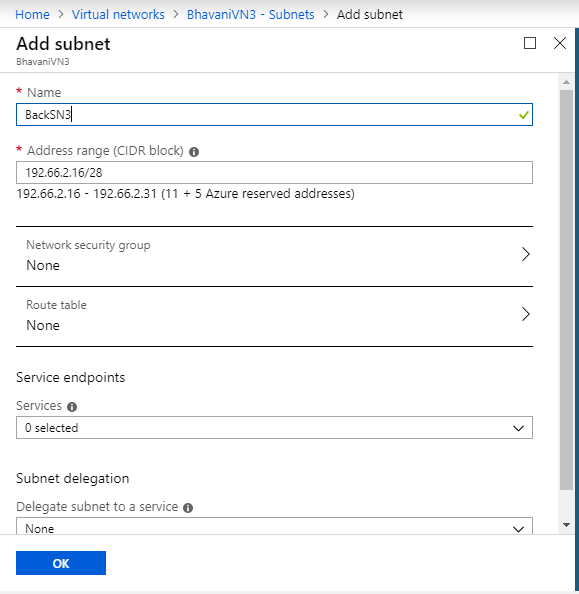 Home > Virtual networks > BhavaniVN3 - Subnets > Add subnet
Add subnet
BhavaniVN3
* Name
BackSN3
* Address range (CIDR block)
192.66.2.16/28
192.66.2.16 - 192.66.2.31 (11 + 5 Azure reserved addresses)
Network security group
None
Route table
None
Service endpoints
Services
0 selected
Subnet delegation
Delegate subnet to a service
None
OK